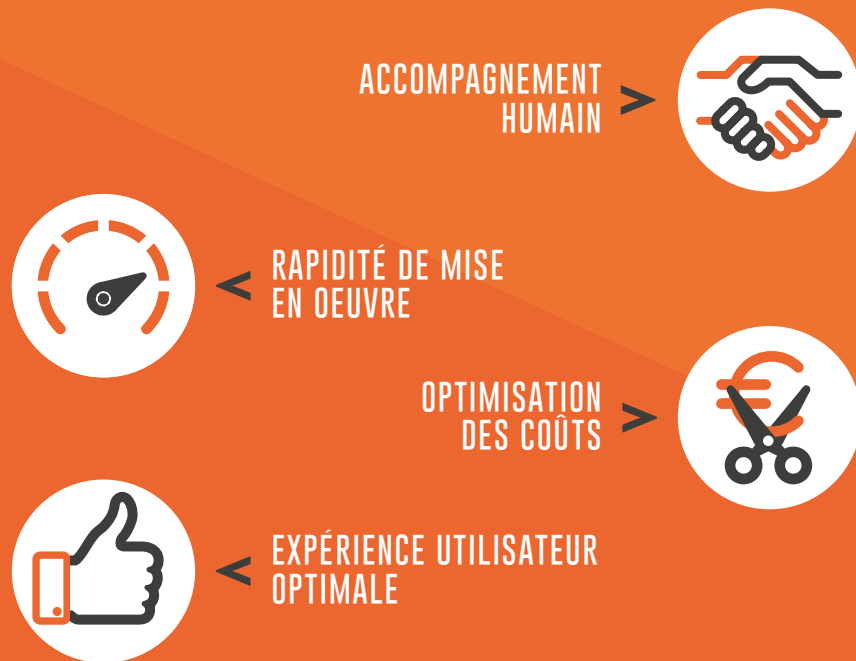 ACCOMPAGNEMENT
HUMAIN >
< RAPIDITÉ DE MISE
EN OEUVRE
OPTIMISATION
DES COÛTS >
< EXPÉRIENCE UTILISATEUR
OPTIMALE